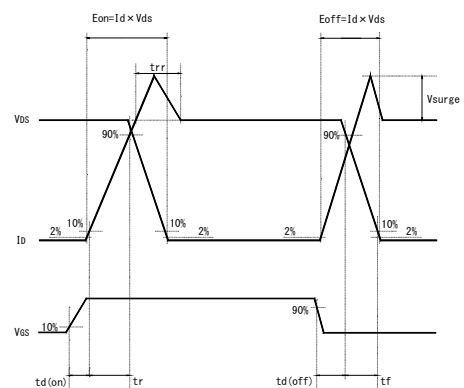 Eon=Id×Vds
Eoff=Id×Vds
trr
Vsurge
VDS
90%
90%
10%
10%
10%
ID
2%
2%
2%
2%
VGS
10%
90%
td(on)
tr
td(off)
tf